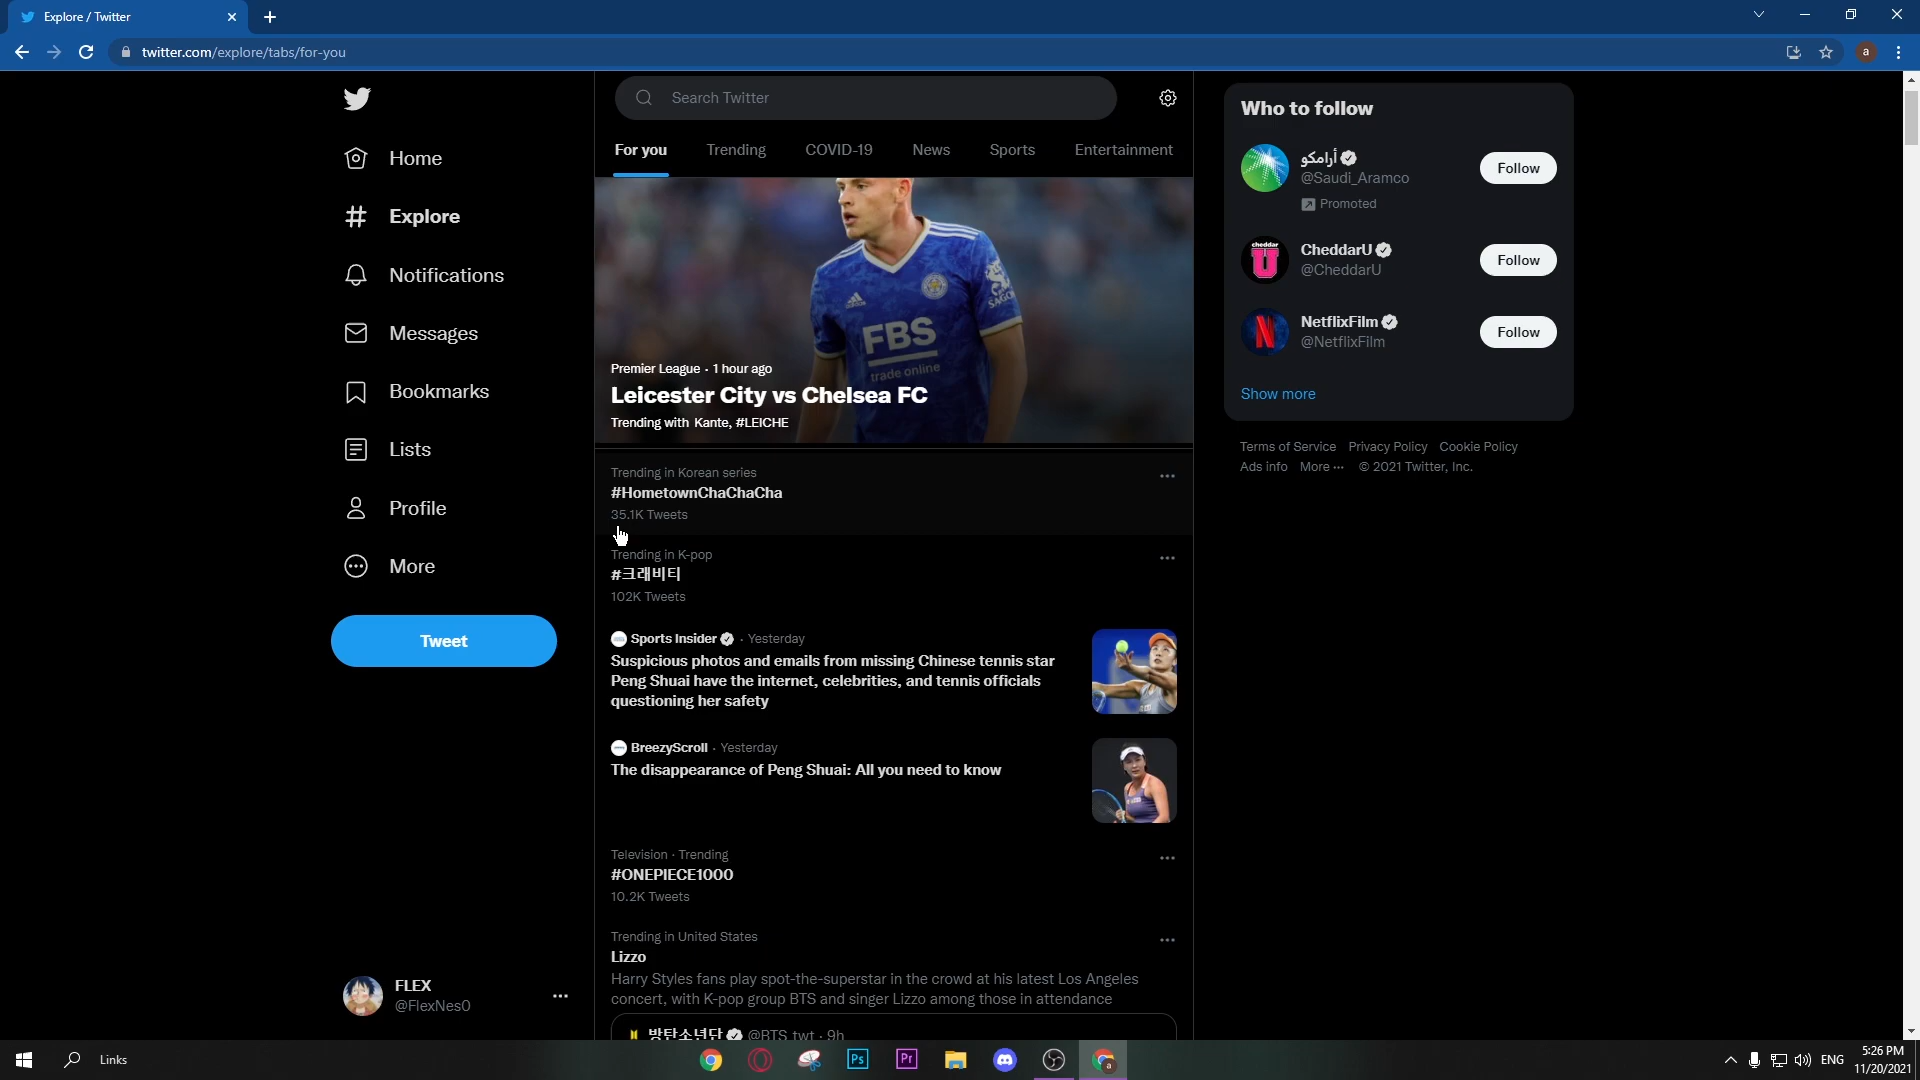 Explore / Twitter
twitter.com/explore/tabs/for-you
a
Home
Explore
Notifications
Messages
Bookmarks
Lists
Profile
More
Tweet
FLEX
@FlexNes0
Search Twitter
For you Trending COVID-19 News Sports Entertainment
FBS
trade online
Premier League · 1 hour ago
Leicester City vs Chelsea FC
Trending with Kante, #LEICHE
Trending in Korean series
#HometownChaChaCha
35.1K Tweets
Trending in K-pop
#크래비티
102K Tweets
Sports Insider · Yesterday
Suspicious photos and emails from missing Chinese tennis star
Peng Shuai have the internet, celebrities, and tennis officials
questioning her safety
BreezyScroll · Yesterday
The disappearance of Peng Shuai: All you need to know
Television · Trending
#ONEPIECE1000
10.2K Tweets
Trending in United States
Lizzo
Harry Styles fans play spot-the-superstar in the crowd at his latest Los Angeles
concert, with K-pop group BTS and singer Lizzo among those in attendance
방탄소년단 @BTS_twt · 9h
Who to follow
أرامكو
@Saudi_Aramco
Promoted
Follow
cheddar
U
CheddarU
@CheddarU
Follow
NetflixFilm
@NetflixFilm
Follow
Show more
Terms of Service Privacy Policy Cookie Policy
Ads info More ··· © 2021 Twitter, Inc.
Links
Ps
Pr
a
ENG
5:26 PM
11/20/2021